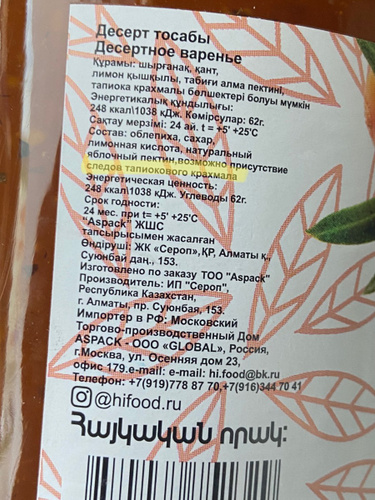 Десерт тосабы
Десертное варенье
Құрамы: шырғанақ, қант,
лимон қышқылы, табиғи алма пектині,
тапиока крахмалы бөлшектері болуы мүмкін
Энергетикалық құндылығы:
248 ккал\1038 кДж. Көмірсулар: 62г.
Сақтау мерзімі: 24 ай. t = +5° +25°С
Состав: облепиха, сахар,
лимонная кислота, натуральный
яблочный пектин,возможно присутствие
следов тапиокового крахмала
Энергетическая ценность:
248 ккал\1038 кДж. Углеводы 62г.
Срок годности:
24 мес. при t= +5° +25°С
"Aspack" ЖШС
тапсырысымен жасалған
Өндіруші: ЖК «Сероп»,ҚР, Алматы қ.,
Суюнбай даң., 153.
Изготовлено по заказу ТОО "Aspack"
Производитель: ИП "Сероп",
Республика Казахстан,
г. Алматы, пр. Суюнбая, 153.
Импортер в РФ: Московский
Торгово-производственный Дом
ASPACK - ООО «GLOBAL», Россия,
г.Москва, ул. Осенняя дом 23,
офис 179.e-mail: e-mail: hi.food@bk.ru
Телефон: +7(919)778 87 70,+7(916)344 70 41
@hifood.ru
Հայկական որակ: